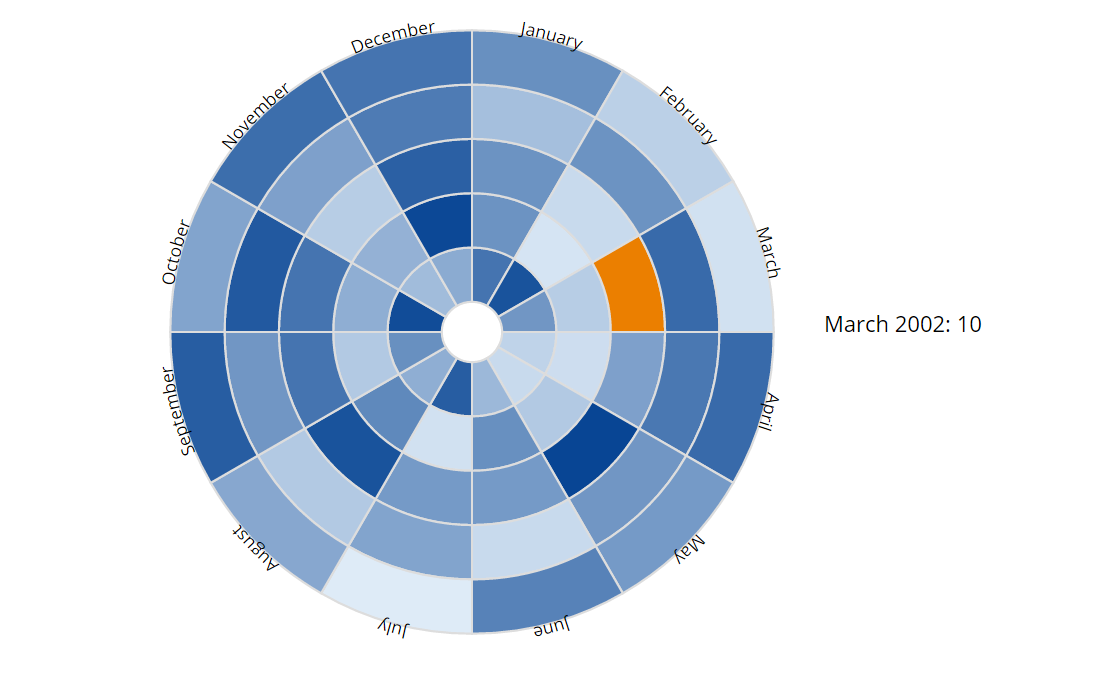 January
February
March
April
May
June
July
August
September
October
November
December
March 2002: 10